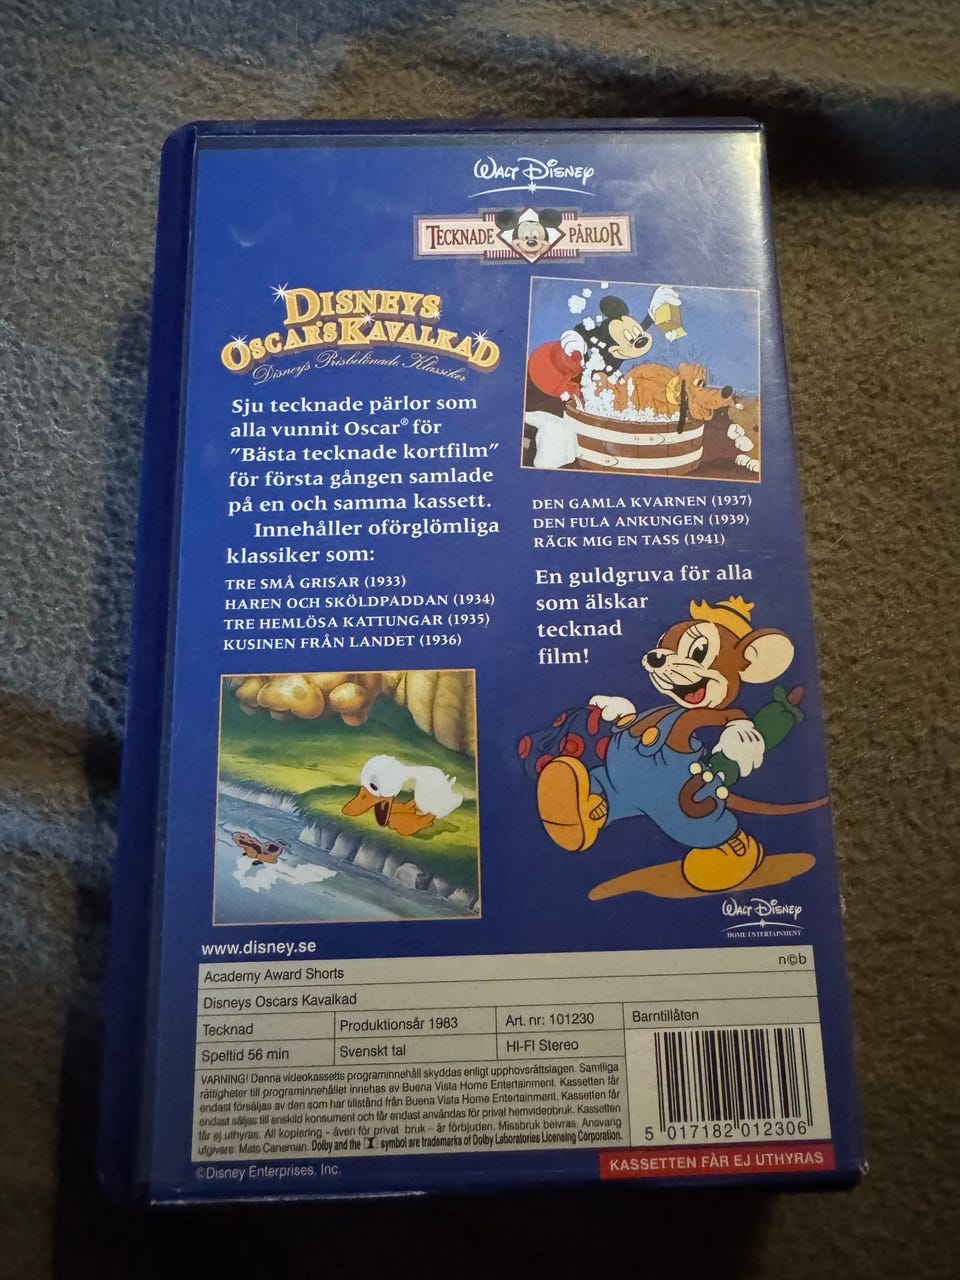 WALT DISNEY
TECKNADE PÄRLOR
DISNEYS
OSCAR'S KAVALKAD
Disney's Prisbelönade Klassiker
Sju tecknade pärlor som
alla vunnit Oscar® för
"Bästa tecknade kortfilm"
för första gången samlade
på en och samma kassett.
Innehåller oförglömliga
klassiker som:
TRE SMÅ GRISAR (1933)
HAREN OCH SKÖLDPADDAN (1934)
TRE HEMLÖSA KATTUNGAR (1935)
KUSINEN FRÅN LANDET (1936)
DEN GAMLA KVARNEN (1937)
DEN FULA ANKUNGEN (1939)
RÄCK MIG EN TASS (1941)
En guldgruva för alla
som älskar
tecknad
film!
WALT DISNEY
HOME ENTERTAINMENT
www.disney.se
Academy Award Shorts
n©b
Disneys Oscars Kavalkad
Tecknad
Produktionsår 1983
Art. nr: 101230
Barntillåten
Speltid 56 min
Svenskt tal
HI-FI Stereo
VARNING! Denna videokassetts programinnehåll skyddas enligt upphovsrättslagen. Samtliga
rättigheter till programinnehållet innehas av Buena Vista Home Entertainment. Kassetten får
endast försäljas av den som har tillstånd från Buena Vista Home Entertainment. Kassetten får
endast säljas till enskild konsument och får endast användas för privat hemvideobruk. Kassetten
får ej uthyras. All kopiering - även för privat bruk - är förbjuden. Missbruk beivras. Ansvarig
utgivare: Mats Caneman. Dolby and the symbol are trademarks of Dolby Laboratories Licensing Corporation.
5 017182 012306
©Disney Enterprises, Inc.
KASSETTEN FÅR EJ UTHYRAS